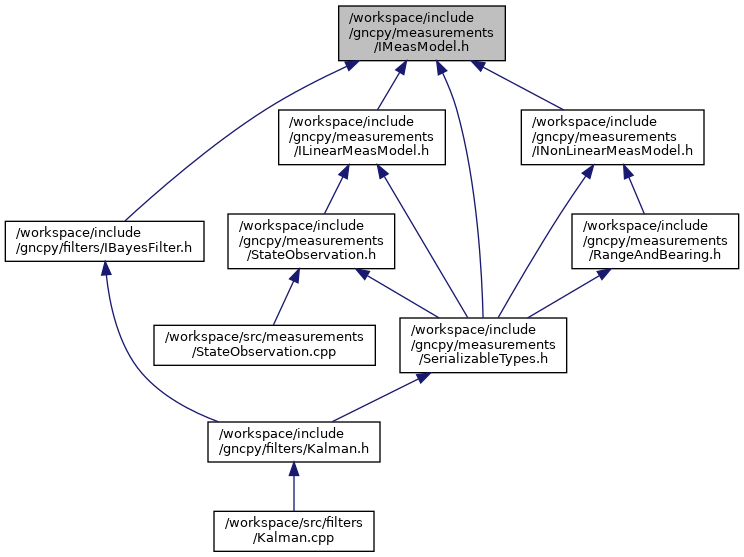 /workspace/include
/gncpy/measurements
/IMeasModel.h
/workspace/include
/gncpy/measurements
/ILinearMeasModel.h
/workspace/include
/gncpy/measurements
/INonLinearMeasModel.h
/workspace/include
/gncpy/filters/IBayesFilter.h
/workspace/include
/gncpy/measurements
/StateObservation.h
/workspace/include
/gncpy/measurements
/RangeAndBearing.h
/workspace/src/measurements
/StateObservation.cpp
/workspace/include
/gncpy/measurements
/SerializableTypes.h
/workspace/include
/gncpy/filters/Kalman.h
/workspace/src/filters
/Kalman.cpp